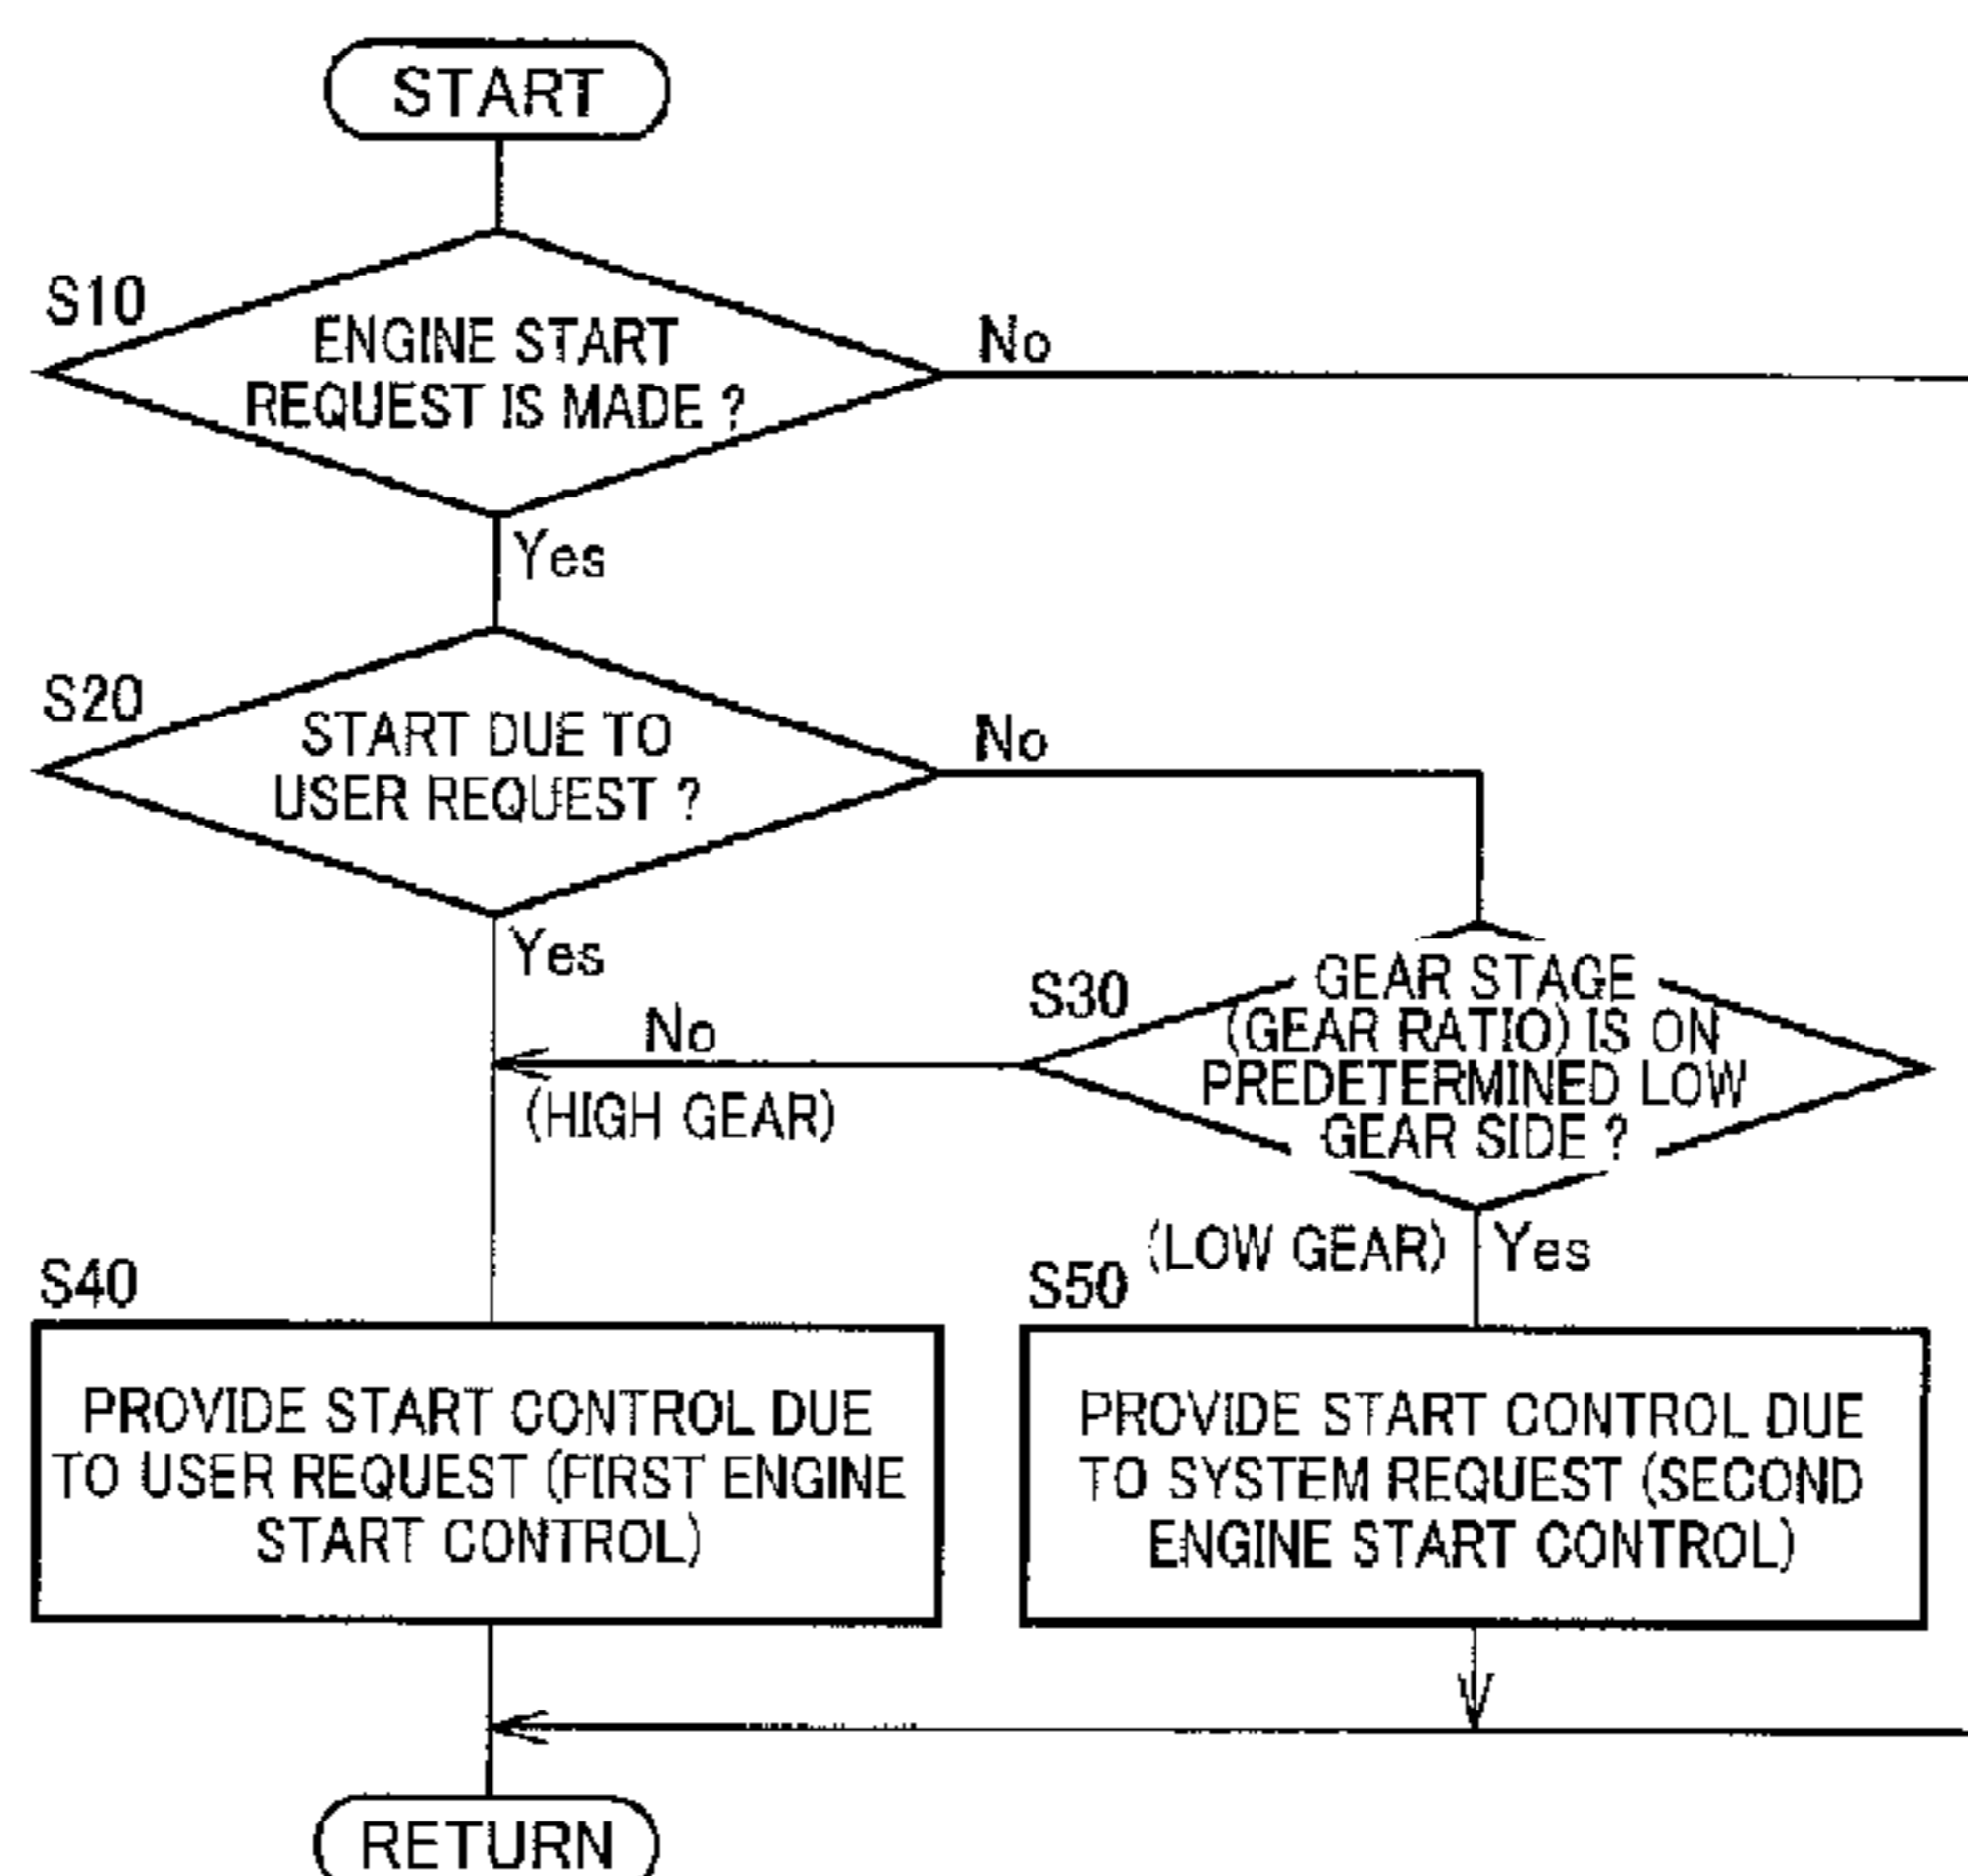 START
S10
ENGINE START
REQUEST IS MADE ?
No
Yes
S20
START DUE TO
USER REQUEST ?
No
Yes
S30
GEAR STAGE
(GEAR RATIO) IS ON
PREDETERMINED LOW
GEAR SIDE ?
No
(HIGH GEAR)
(LOW GEAR)
Yes
S40
PROVIDE START CONTROL DUE
TO USER REQUEST (FIRST ENGINE
START CONTROL)
S50
PROVIDE START CONTROL DUE
TO SYSTEM REQUEST (SECOND
ENGINE START CONTROL)
RETURN